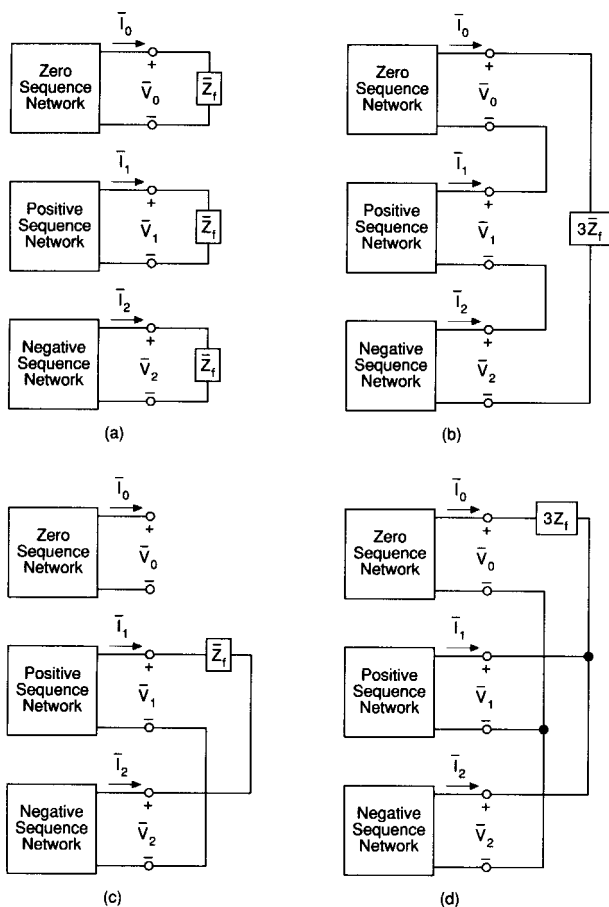 Ī₀
Zero
Sequence
Network
+
V̄₀
−
Z̄f
Ī₁
Positive
Sequence
Network
+
V̄₁
−
Z̄f
Ī₂
Negative
Sequence
Network
+
V̄₂
−
Z̄f
(a)
Ī₀
Zero
Sequence
Network
+
V̄₀
−
Ī₁
Positive
Sequence
Network
+
V̄₁
−
3Z̄f
Ī₂
Negative
Sequence
Network
+
V̄₂
−
(b)
Ī₀
Zero
Sequence
Network
+
V̄₀
−
Ī₁
Positive
Sequence
Network
+
V̄₁
−
Z̄f
Ī₂
Negative
Sequence
Network
+
V̄₂
−
(c)
Ī₀
Zero
Sequence
Network
+
V̄₀
−
3Zf
Ī₁
Positive
Sequence
Network
+
V̄₁
−
Ī₂
Negative
Sequence
Network
+
V̄₂
−
(d)